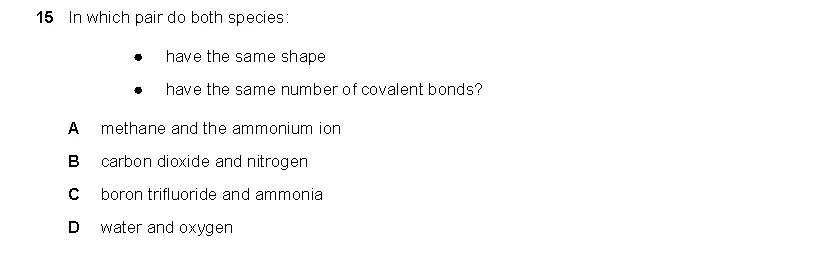 15 In which pair do both species:
● have the same shape
● have the same number of covalent bonds?
A methane and the ammonium ion
B carbon dioxide and nitrogen
C boron trifluoride and ammonia
D water and oxygen